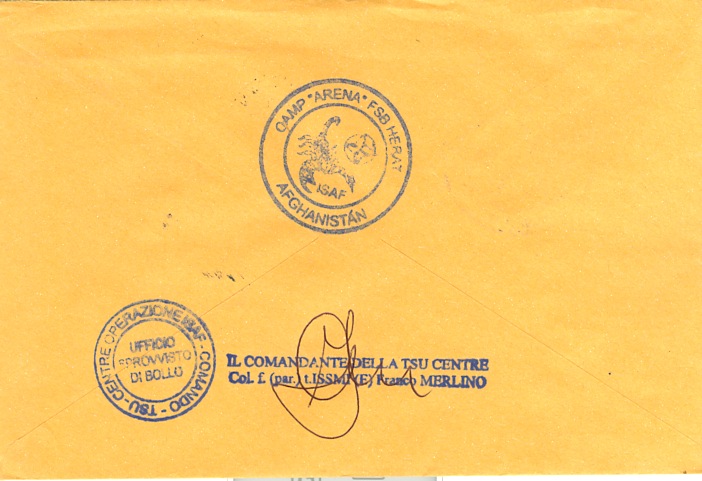 CAMP "ARENA" FSB HERAT
ISAF
AFGHANISTÁN
CENTRE OPERAZIONE ISAF - COMANDO - TSU -
UFFICIO
SPROVVISTO
DI BOLLO
IL COMANDANTE DELLA TSU CENTRE
Col. f. (par.) t.ISSMI(E) Franco MERLINO